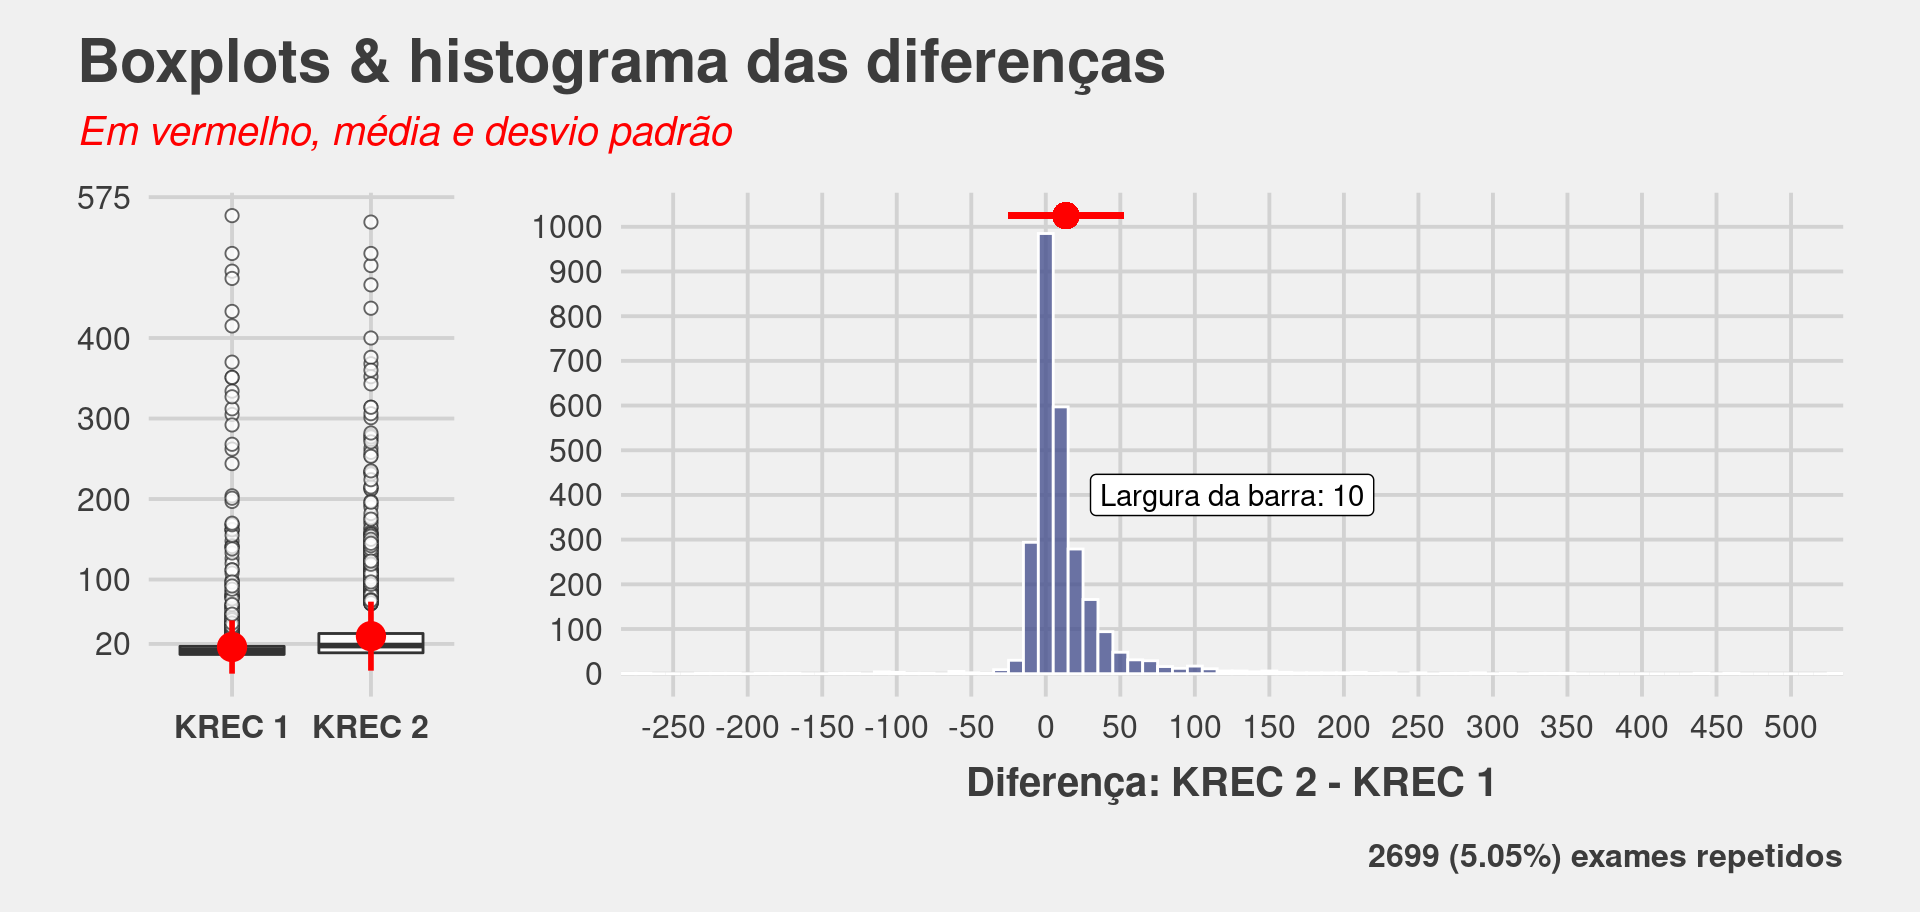 Boxplots & histograma das diferenças
Em vermelho, média e desvio padrão
575
400
300
200
100
20
KREC 1 KREC 2
1000
900
800
700
600
500
400
300
200
100
0
Largura da barra: 10
-250 -200 -150 -100 -50 0 50 100 150 200 250 300 350 400 450 500
Diferença: KREC 2 - KREC 1
2699 (5.05%) exames repetidos